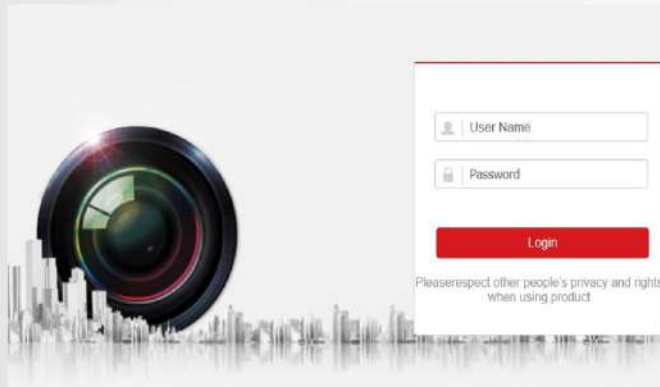 User Name
Password
Login
Pleaserespect other people's privacy and rights
when using product